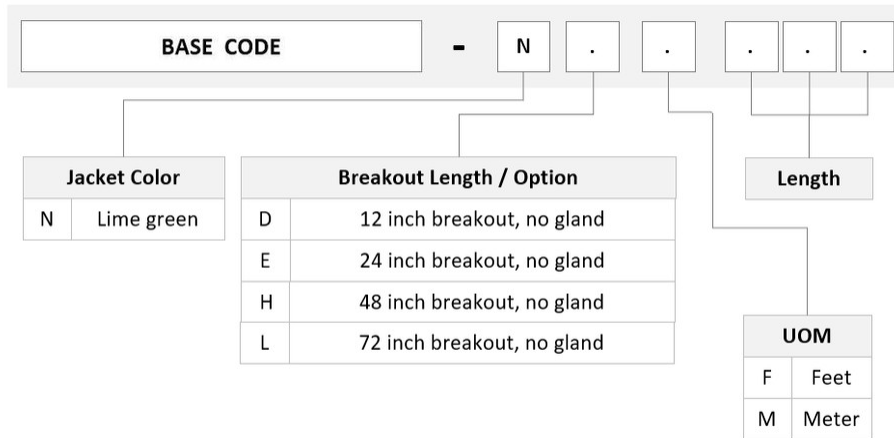 BASE CODE - N . . . . .
Jacket Color
N Lime green
Breakout Length / Option
D 12 inch breakout, no gland
E 24 inch breakout, no gland
H 48 inch breakout, no gland
L 72 inch breakout, no gland
Length
UOM
F Feet
M Meter